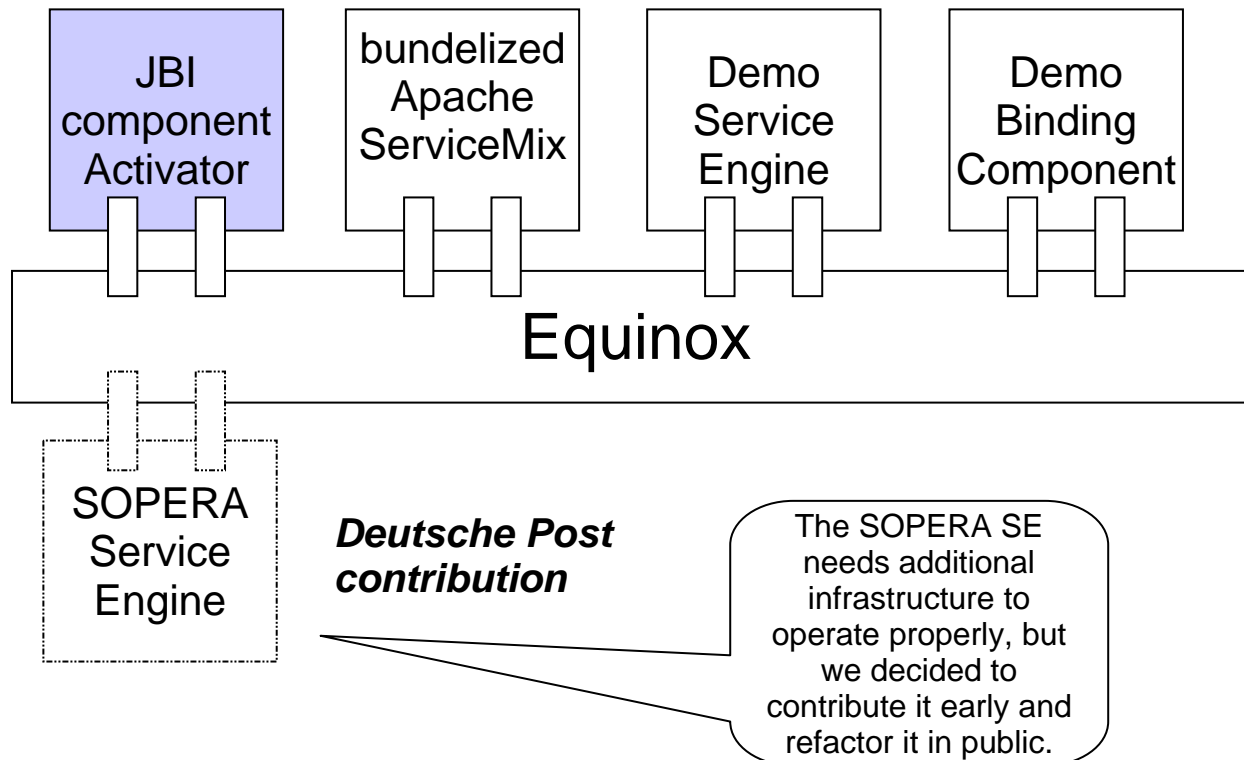 JBI
component
Activator
bundelized
Apache
ServiceMix
Demo
Service
Engine
Demo
Binding
Component
Equinox
SOPERA
Service
Engine
Deutsche Post
contribution
The SOPERA SE
needs additional
infrastructure to
operate properly, but
we decided to
contribute it early and
refactor it in public.